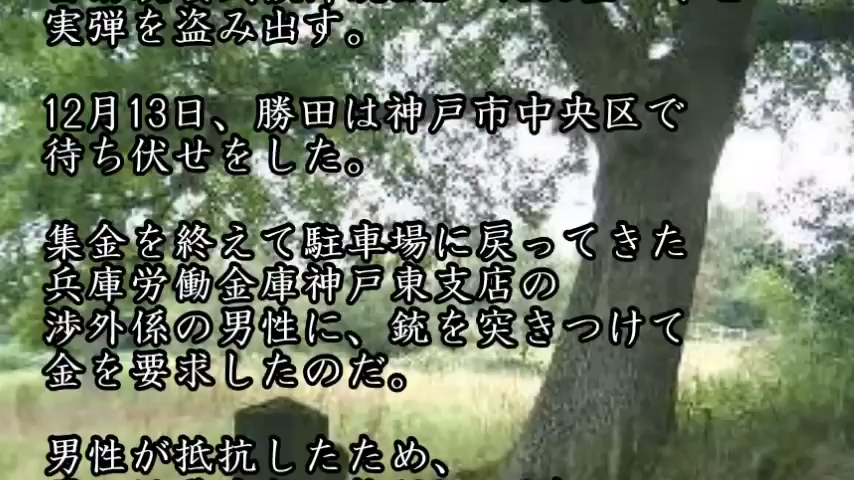 実弾を盗み出す。
12月13日、勝田は神戸市中央区で
待ち伏せをした。
集金を終えて駐車場に戻ってきた
兵庫労働金庫神戸東支店の
渉外係の男性に、銃を突きつけて
金を要求したのだ。
男性が抵抗したため、